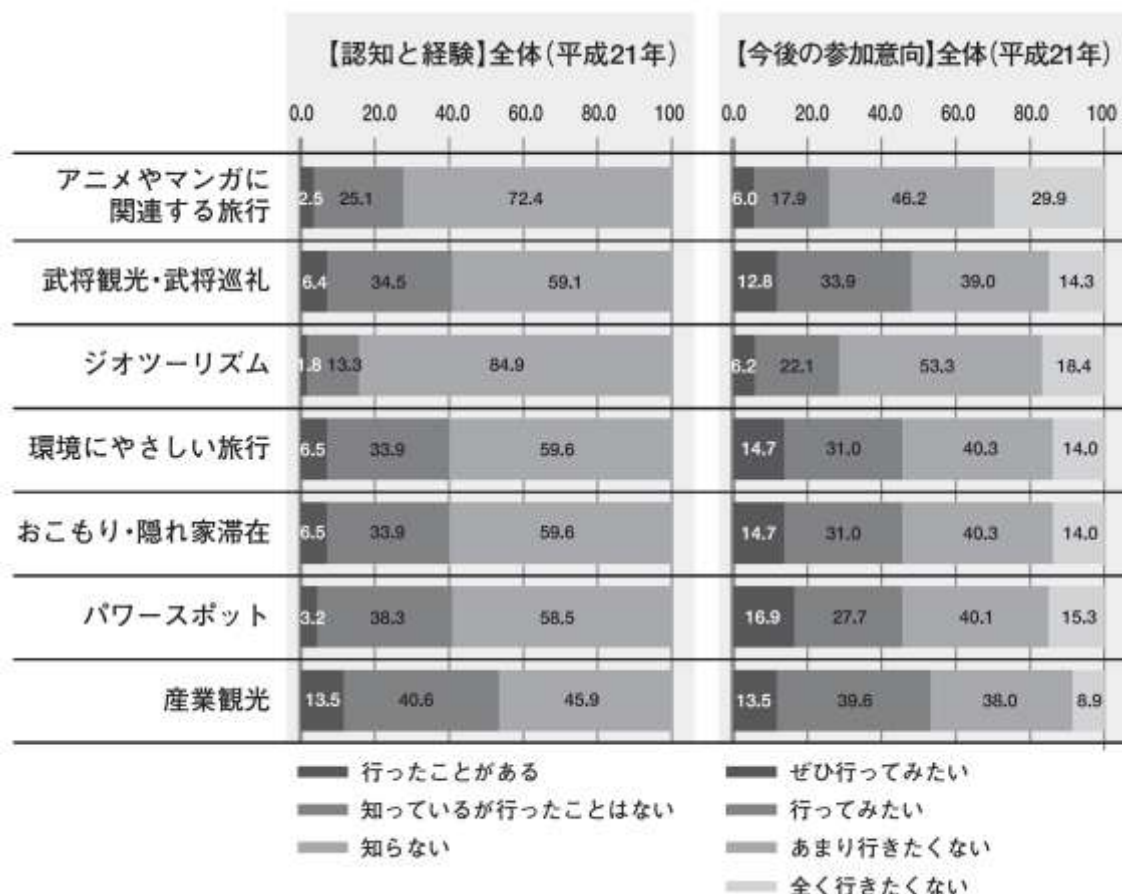 【認知と経験】全体(平成21年) 【今後の参加意向】全体(平成21年)
0.0 20.0 40.0 60.0 80.0 100 0.0 20.0 40.0 60.0 80.0 100
アニメやマンガに
関連する旅行 2.5 25.1 72.4 6.0 17.9 46.2 29.9
武将観光・武将巡礼 6.4 34.5 59.1 12.8 33.9 39.0 14.3
ジオツーリズム 1.8 13.3 84.9 6.2 22.1 53.3 18.4
環境にやさしい旅行 6.5 33.9 59.6 14.7 31.0 40.3 14.0
おこもり・隠れ家滞在 6.5 33.9 59.6 14.7 31.0 40.3 14.0
パワースポット 3.2 38.3 58.5 16.9 27.7 40.1 15.3
産業観光 13.5 40.6 45.9 13.5 39.6 38.0 8.9
行ったことがある
知っているが行ったことはない
知らない
ぜひ行ってみたい
行ってみたい
あまり行きたくない
全く行きたくない